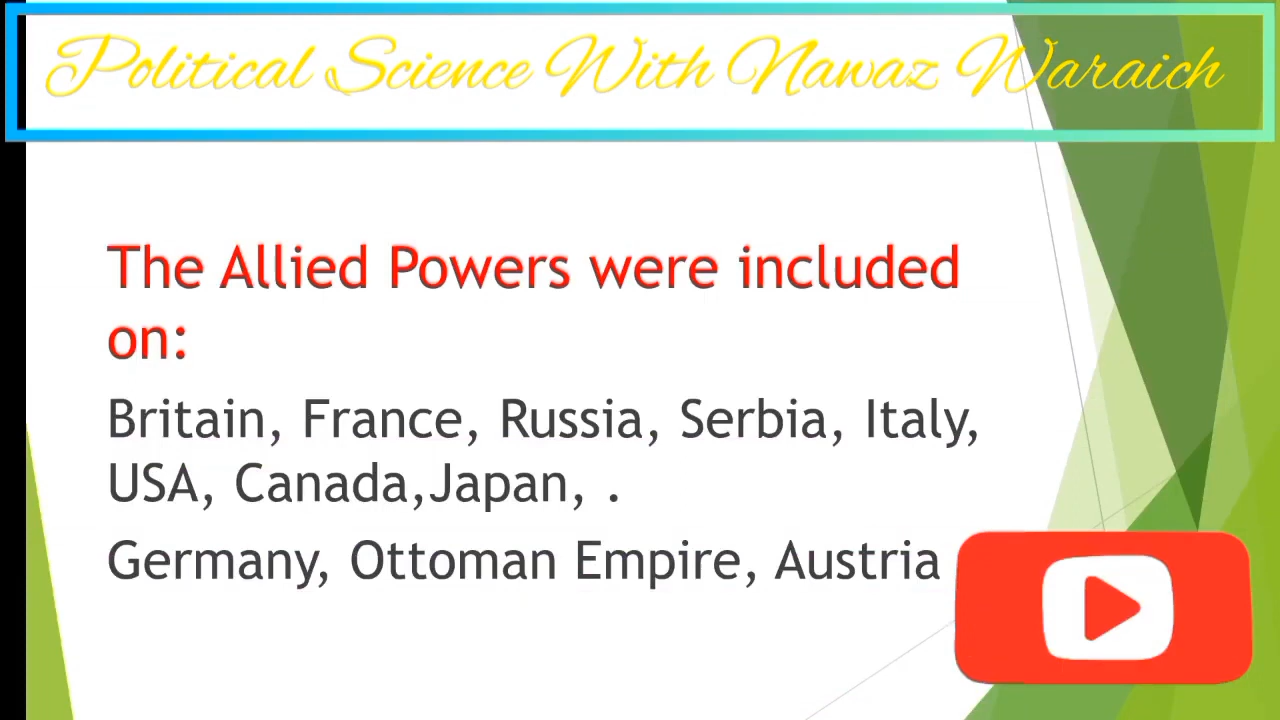 Political Science With Nawaz Waraich
The Allied Powers were included
on:
Britain, France, Russia, Serbia, Italy,
USA, Canada,Japan, .
Germany, Ottoman Empire, Austria